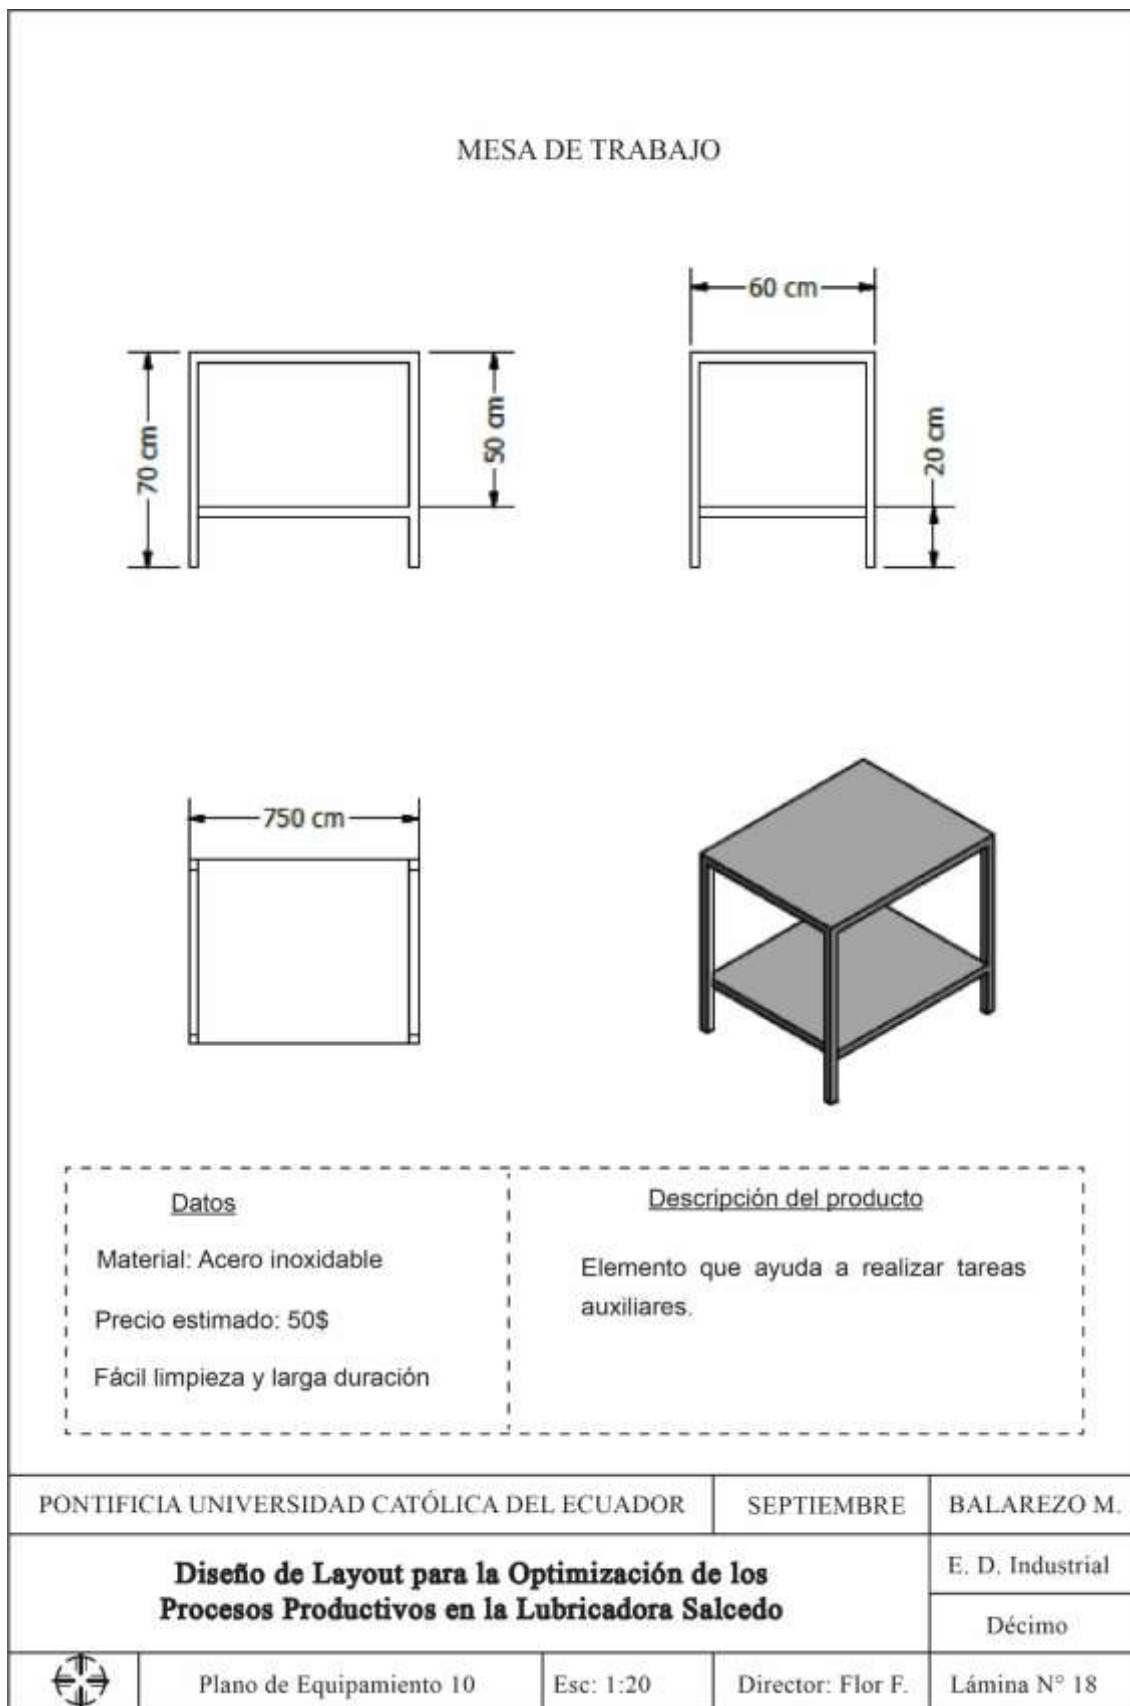 MESA DE TRABAJO
60 cm
70 cm
50 cm
20 cm
750 cm
Datos
Material: Acero inoxidable
Precio estimado: 50$
Fácil limpieza y larga duración
Descripción del producto
Elemento que ayuda a realizar tareas
auxiliares.
PONTIFICIA UNIVERSIDAD CATÓLICA DEL ECUADOR
SEPTIEMBRE
BALAREZO M.
Diseño de Layout para la Optimización de los
Procesos Productivos en la Lubricadora Salcedo
E. D. Industrial
Décimo
Plano de Equipamiento 10
Esc: 1:20
Director: Flor F.
Lámina N° 18